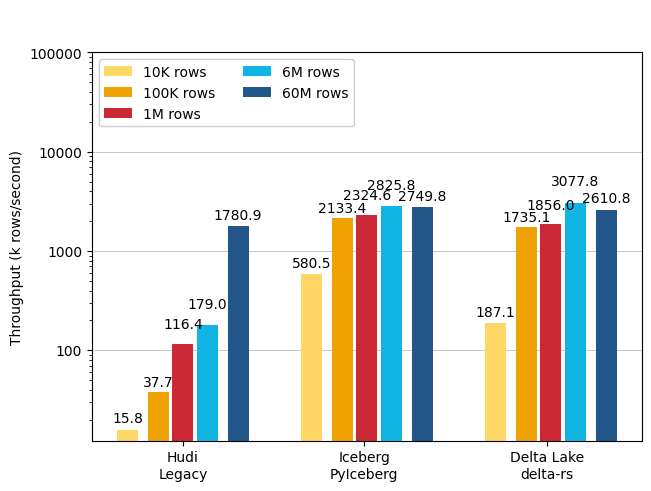 100000
10000
1000
100
Throughput (k rows/second)
10K rows
100K rows
1M rows
6M rows
60M rows
15.8
37.7
116.4
179.0
1780.9
580.5
2133.4
2324.6
2825.8
2749.8
187.1
1735.1
1856.0
3077.8
2610.8
Hudi
Legacy
Iceberg
PyIceberg
Delta Lake
delta-rs